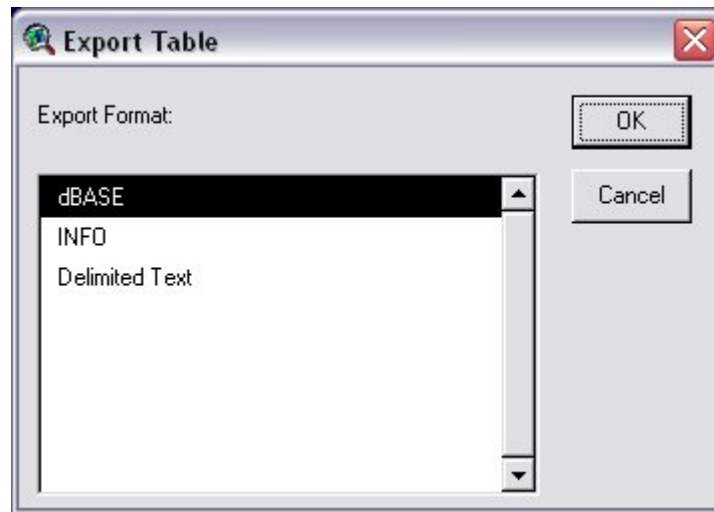 Export Table
Export Format:
OK
dBASE
Cancel
INFO
Delimited Text